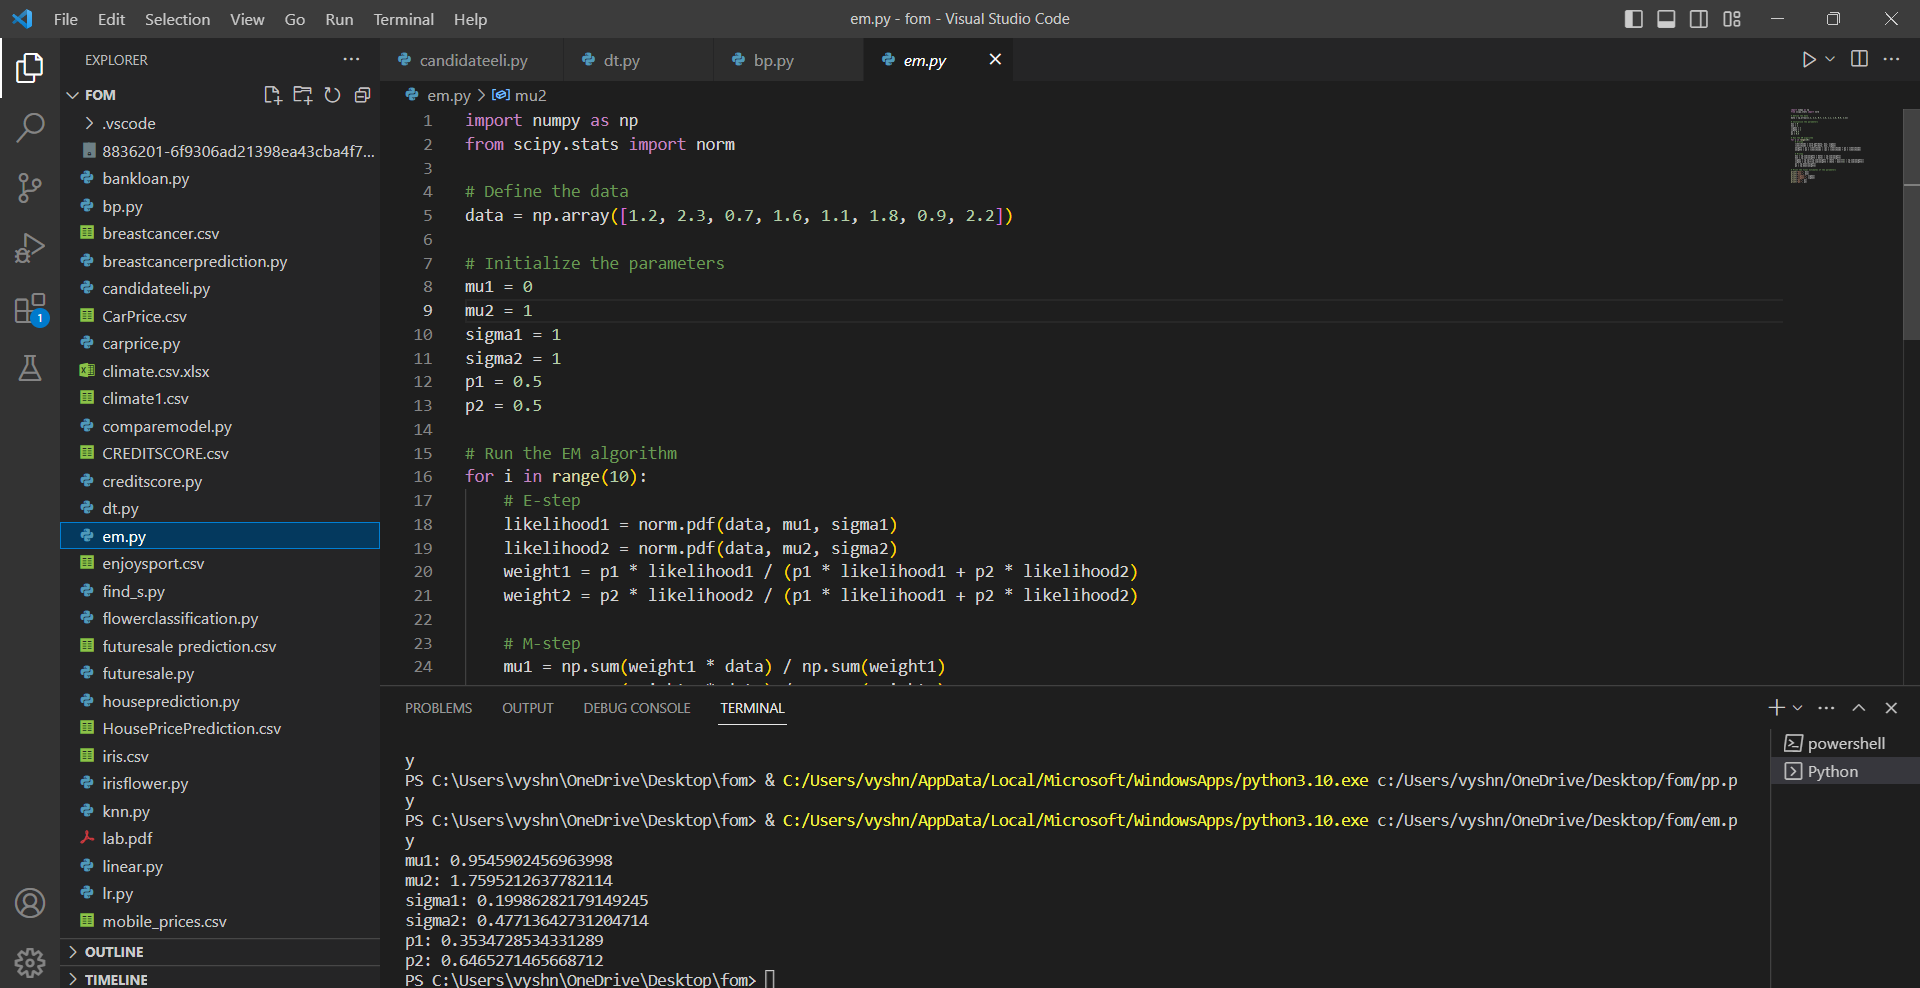 File Edit Selection View Go Run Terminal Help
em.py - fom - Visual Studio Code
EXPLORER
FOM
.vscode
8836201-6f9306ad21398ea43cba4f7...
bankloan.py
bp.py
breastcancer.csv
breastcancerprediction.py
candidateeli.py
CarPrice.csv
carprice.py
climate.csv.xlsx
climate1.csv
comparemodel.py
CREDITSCORE.csv
creditscore.py
dt.py
em.py
enjoysport.csv
find_s.py
flowerclassification.py
futuresale prediction.csv
futuresale.py
houseprediction.py
HousePricePrediction.csv
iris.csv
irisflower.py
knn.py
lab.pdf
linear.py
lr.py
mobile_prices.csv
OUTLINE
TIMELINE
1
candidateeli.py dt.py bp.py em.py
em.py > mu2
1 import numpy as np
2 from scipy.stats import norm
3
4 # Define the data
5 data = np.array([1.2, 2.3, 0.7, 1.6, 1.1, 1.8, 0.9, 2.2])
6
7 # Initialize the parameters
8 mu1 = 0
9 mu2 = 1
10 sigma1 = 1
11 sigma2 = 1
12 p1 = 0.5
13 p2 = 0.5
14
15 # Run the EM algorithm
16 for i in range(10):
17 # E-step
18 likelihood1 = norm.pdf(data, mu1, sigma1)
19 likelihood2 = norm.pdf(data, mu2, sigma2)
20 weight1 = p1 * likelihood1 / (p1 * likelihood1 + p2 * likelihood2)
21 weight2 = p2 * likelihood2 / (p1 * likelihood1 + p2 * likelihood2)
22
23 # M-step
24 mu1 = np.sum(weight1 * data) / np.sum(weight1)
PROBLEMS OUTPUT DEBUG CONSOLE TERMINAL
y
PS C:\Users\vyshn\OneDrive\Desktop\fom> & C:/Users/vyshn/AppData/Local/Microsoft/WindowsApps/python3.10.exe c:/Users/vyshn/OneDrive/Desktop/fom/pp.p
y
PS C:\Users\vyshn\OneDrive\Desktop\fom> & C:/Users/vyshn/AppData/Local/Microsoft/WindowsApps/python3.10.exe c:/Users/vyshn/OneDrive/Desktop/fom/em.p
y
mu1: 0.9545902456963998
mu2: 1.7595212637782114
sigma1: 0.19986282179149245
sigma2: 0.47713642731204714
p1: 0.3534728534331289
p2: 0.6465271465668712
PS C:\Users\vyshn\OneDrive\Desktop\fom>
powershell
Python